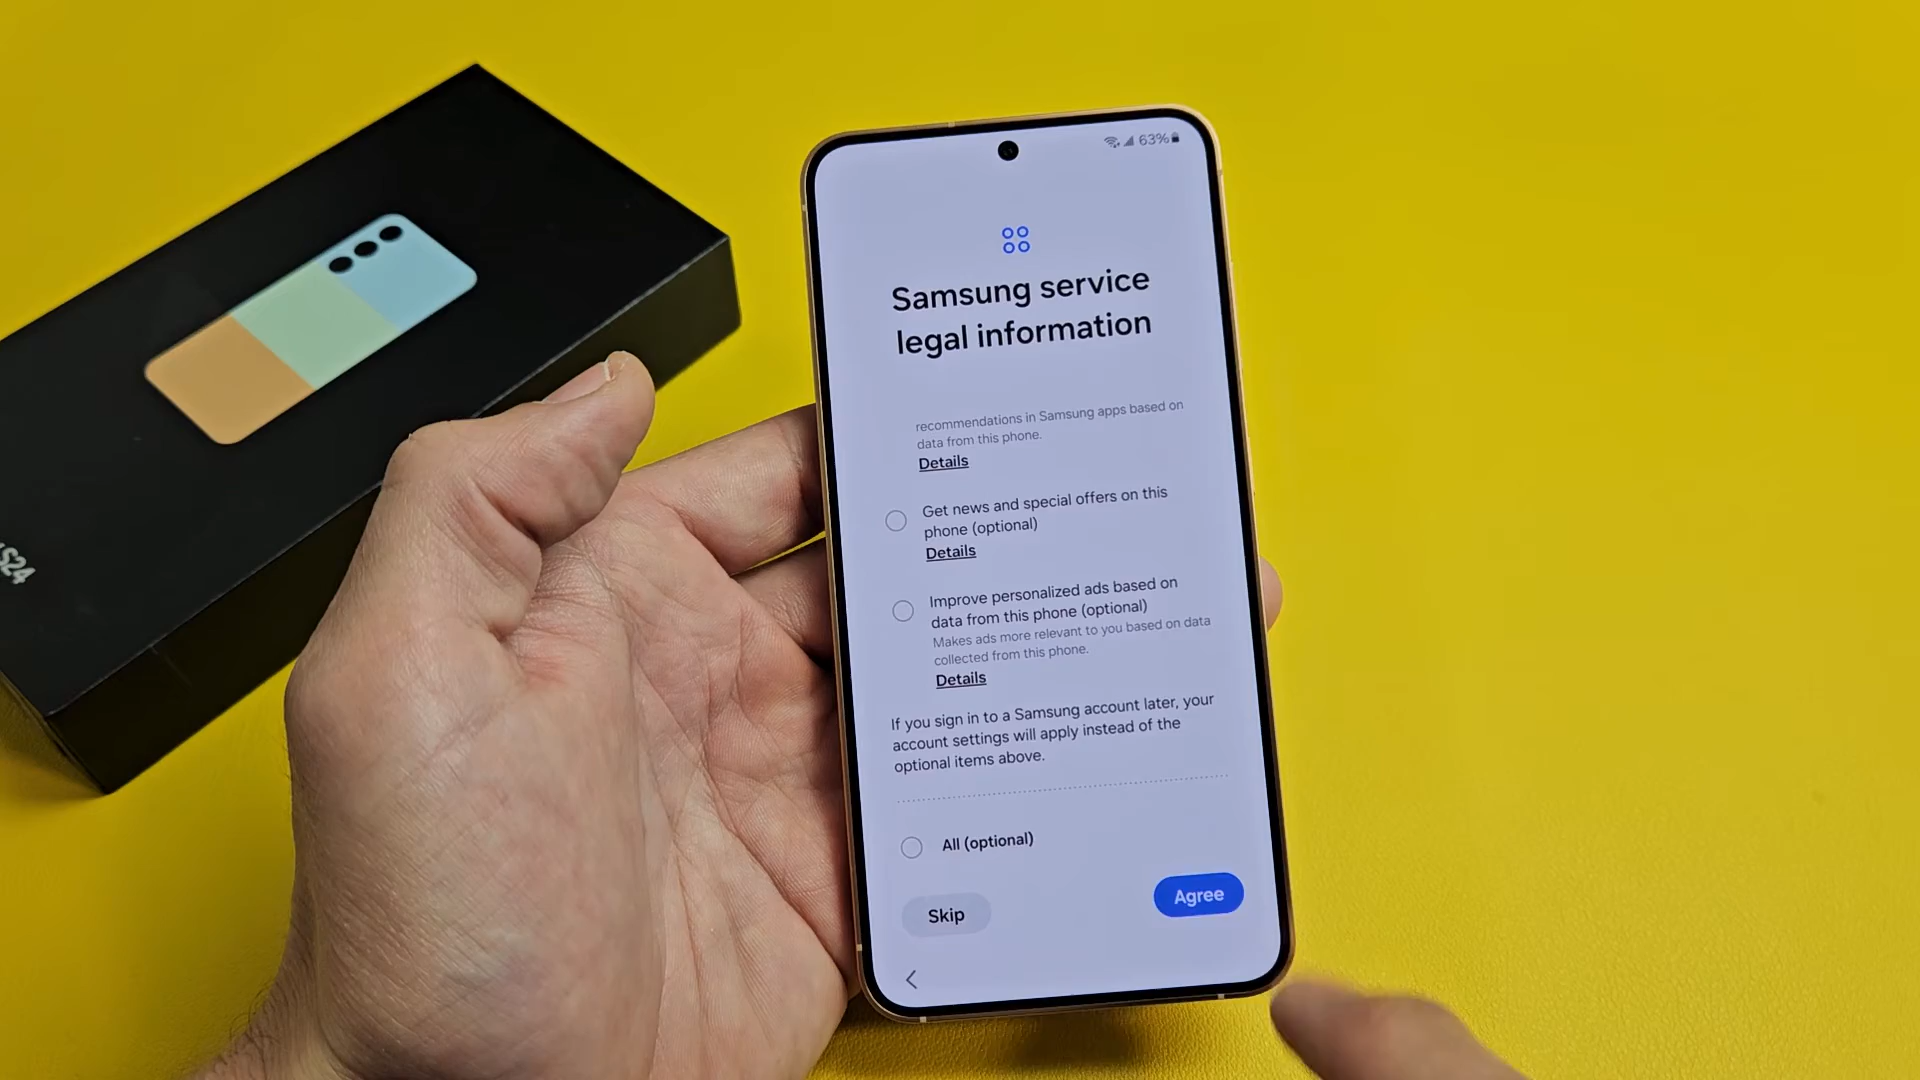 63%
Samsung service
legal information
recommendations in Samsung apps based on
data from this phone.
Details
Get news and special offers on this
phone (optional)
Details
Improve personalized ads based on
data from this phone (optional)
Makes ads more relevant to you based on data
collected from this phone.
Details
If you sign in to a Samsung account later, your
account settings will apply instead of the
optional items above.
All (optional)
Skip
Agree
S24